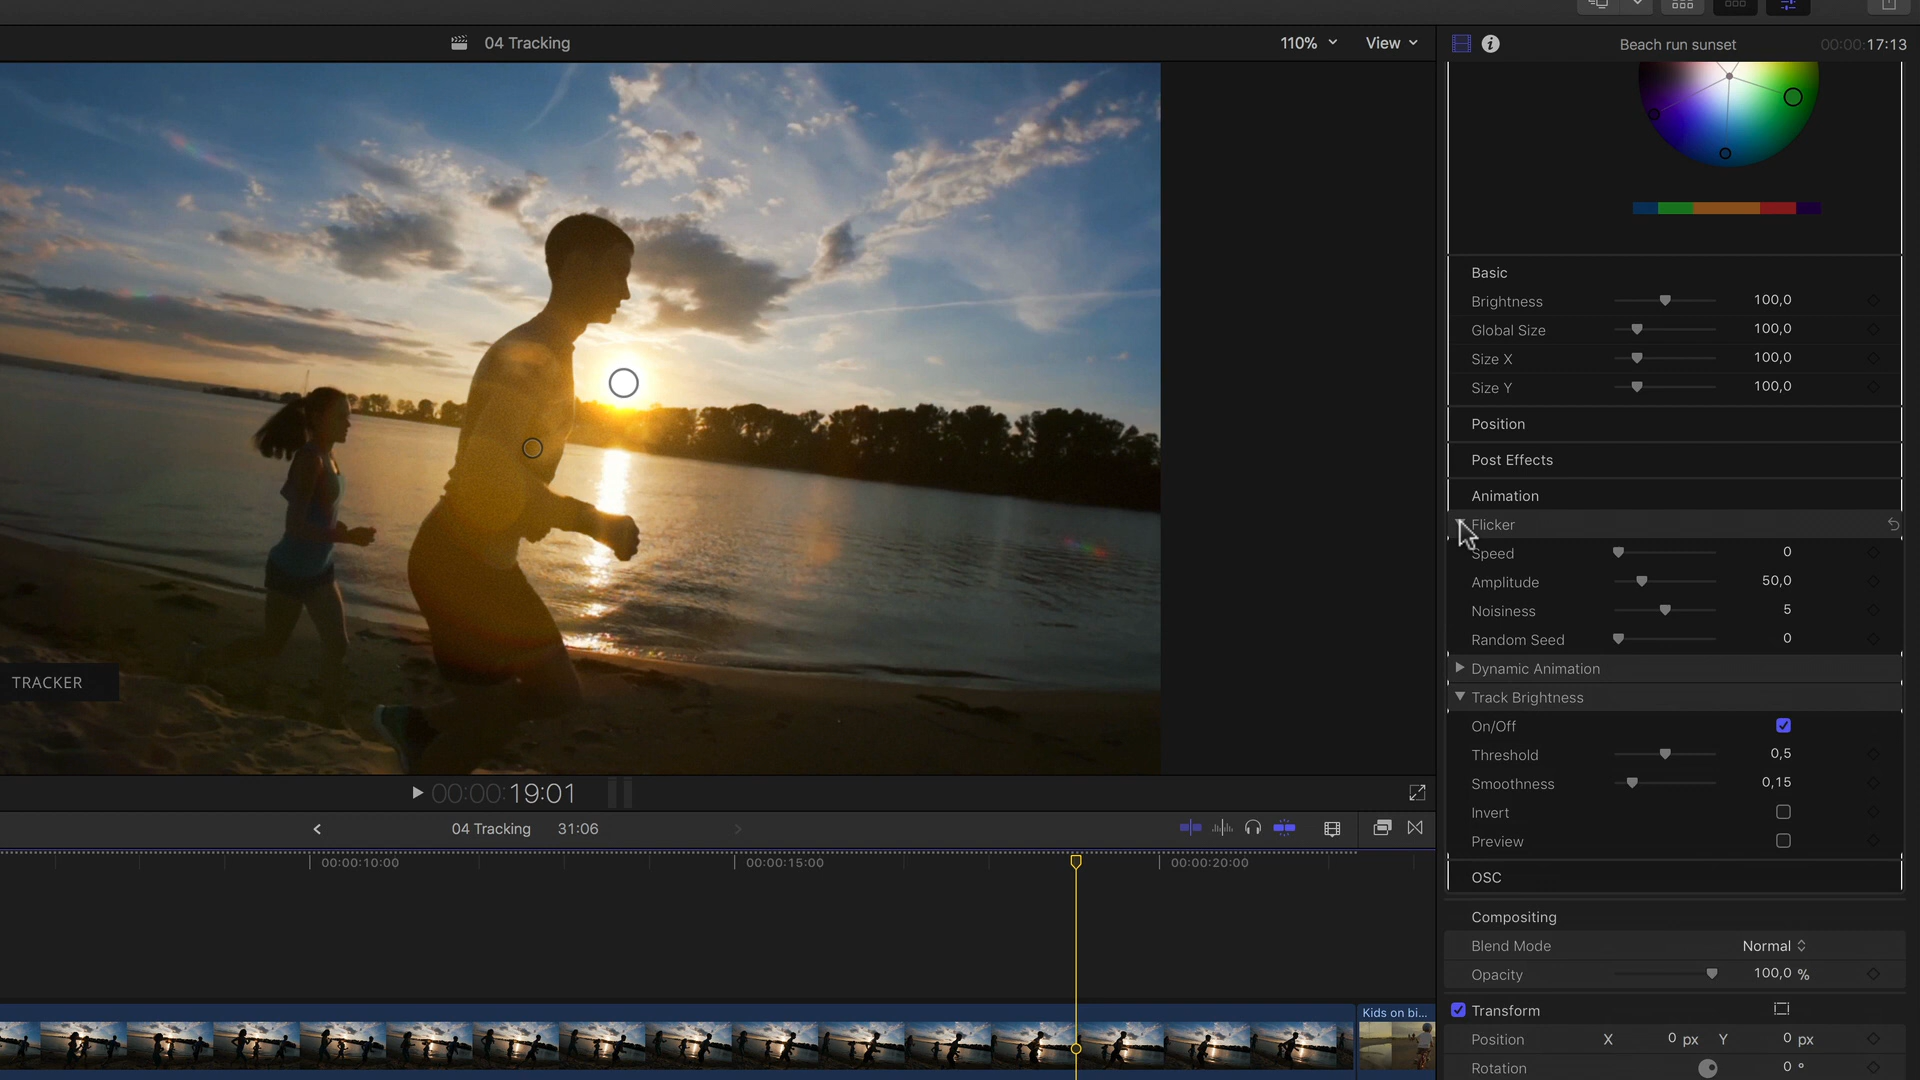 04 Tracking
110%
View
Beach run sunset
00:00:17:13
Basic
Brightness 100,0
Global Size 100,0
Size X 100,0
Size Y 100,0
Position
Post Effects
Animation
Flicker
Speed 0
Amplitude 50,0
Noisiness 5
Random Seed 0
TRACKER
Dynamic Animation
Track Brightness
On/Off
Threshold 0,5
Smoothness 0,15
Invert
Preview
OSC
00:00:19:01
04 Tracking 31:06
00:00:10:00
00:00:15:00
00:00:20:00
Compositing
Blend Mode Normal
Opacity 100,0 %
Kids on bi...
Transform
Position X 0 px Y 0 px
Rotation 0 °